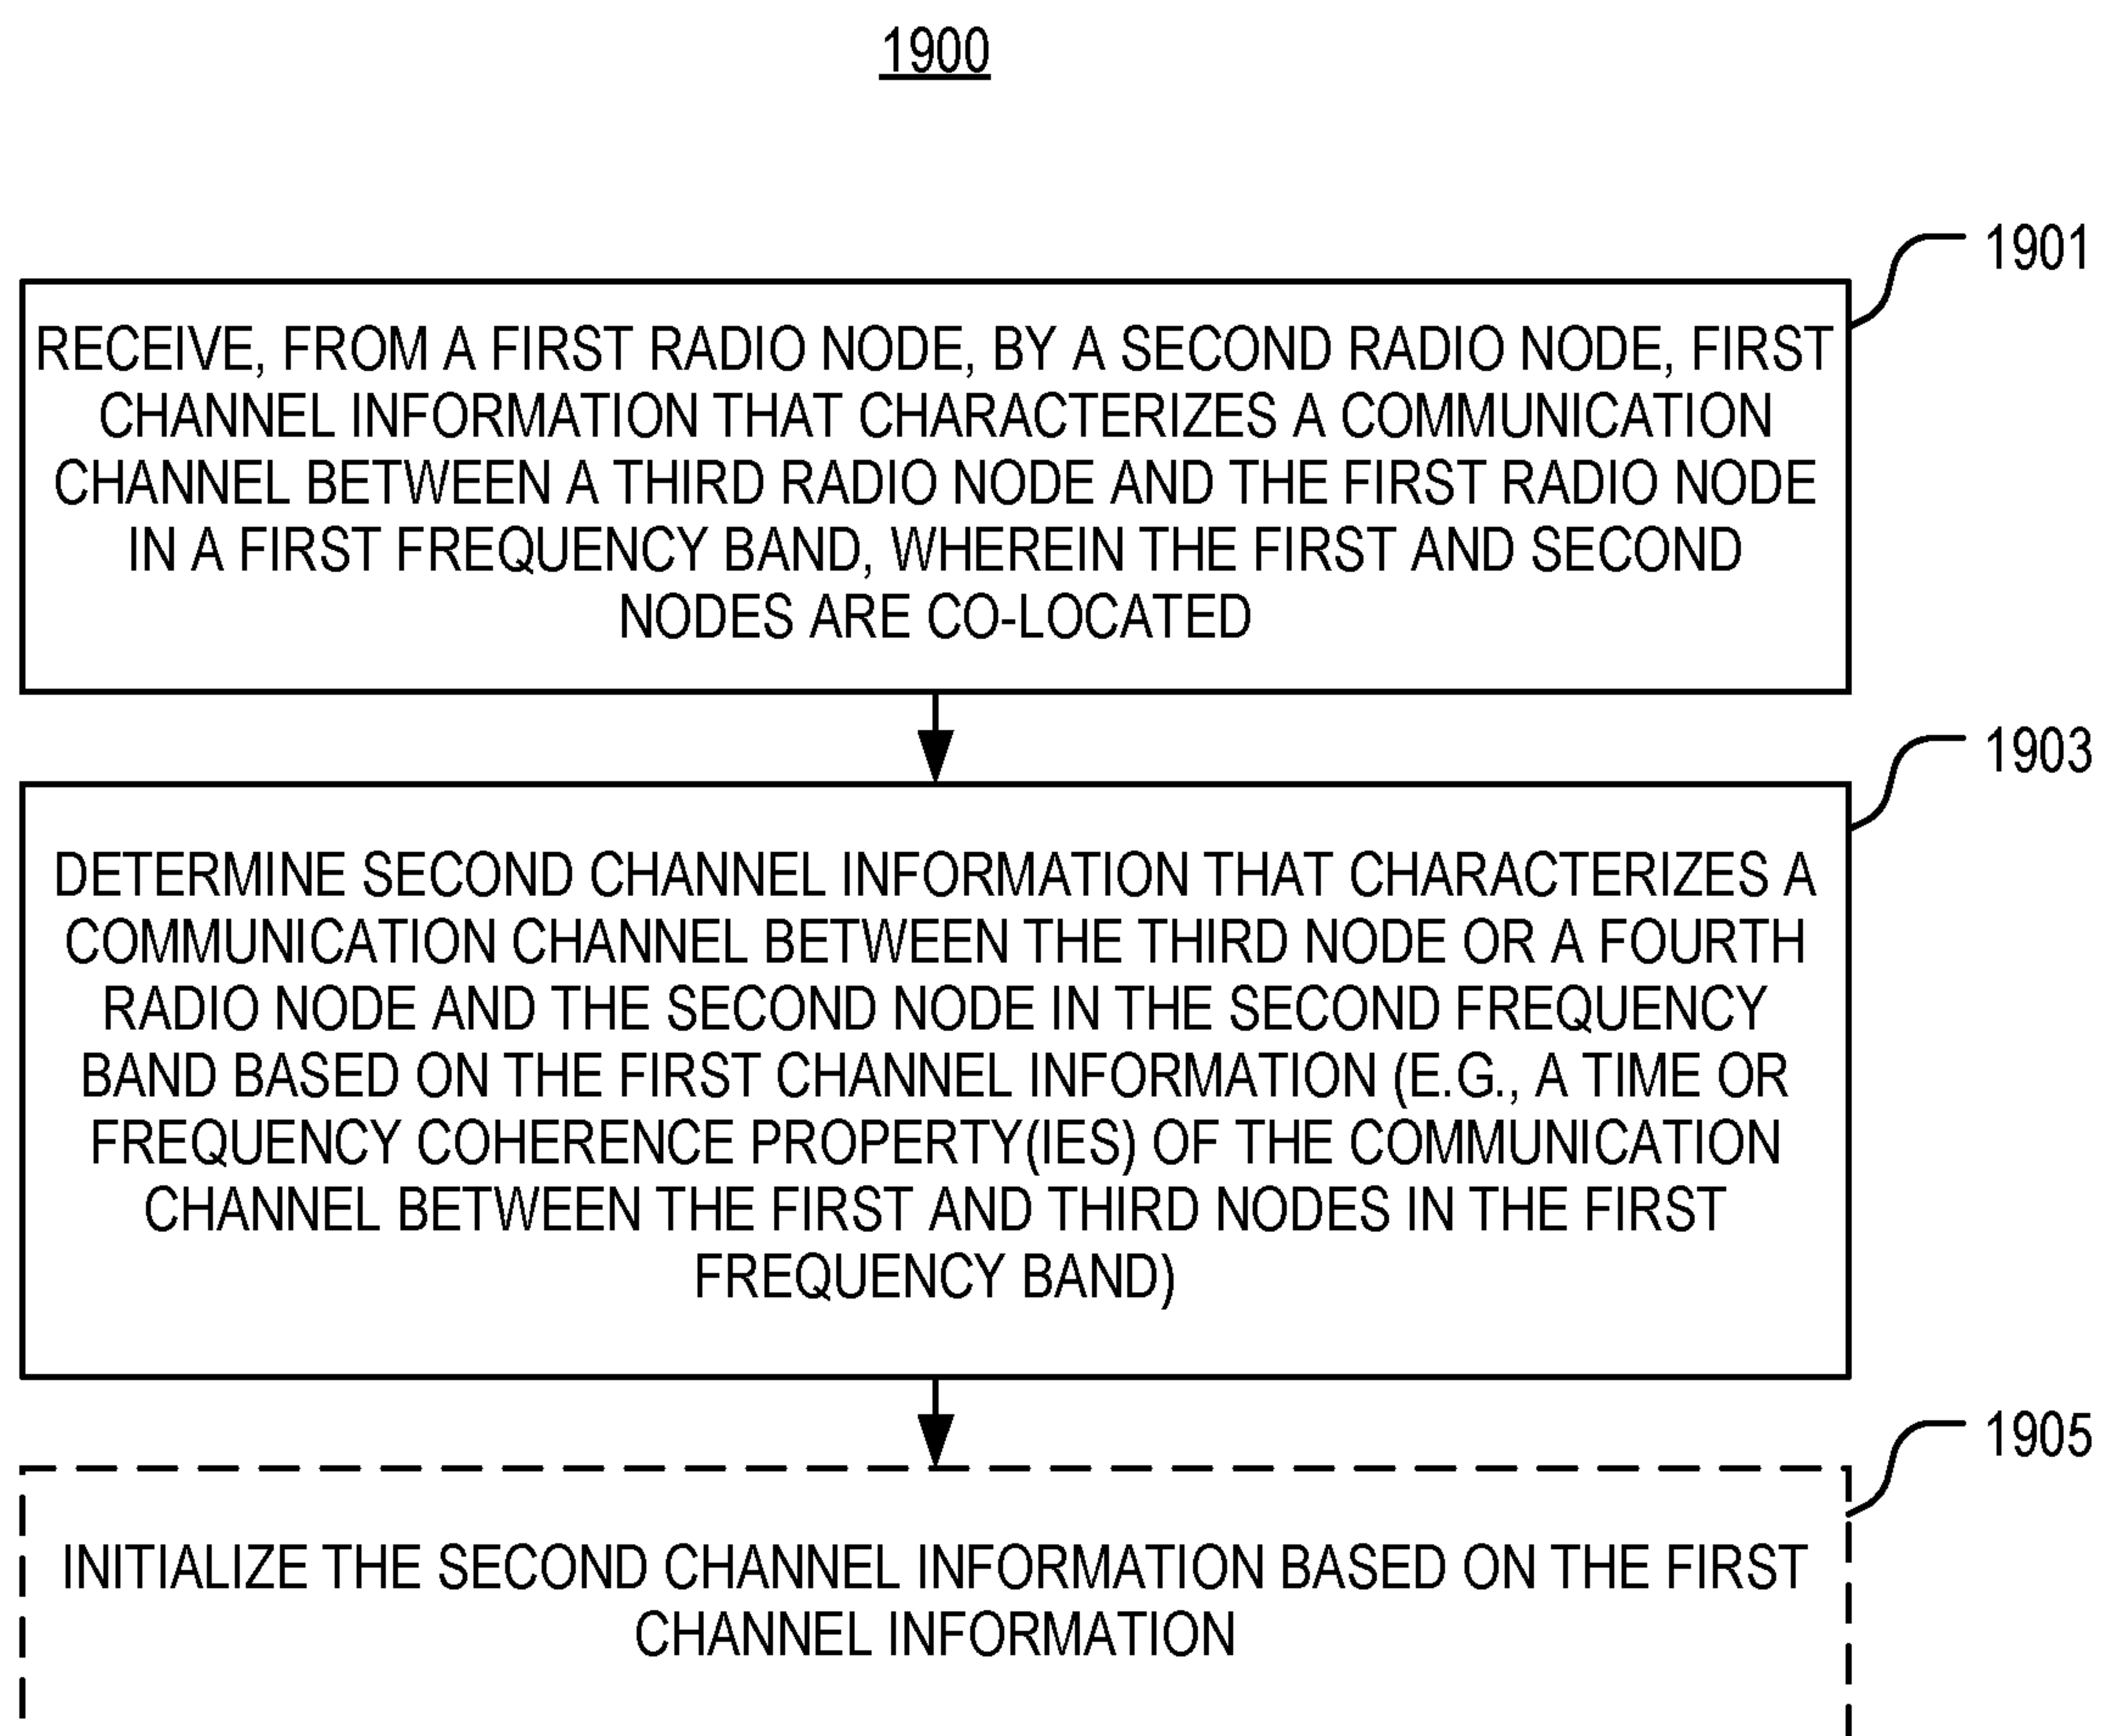 1900
1901
RECEIVE, FROM A FIRST RADIO NODE, BY A SECOND RADIO NODE, FIRST
CHANNEL INFORMATION THAT CHARACTERIZES A COMMUNICATION
CHANNEL BETWEEN A THIRD RADIO NODE AND THE FIRST RADIO NODE
IN A FIRST FREQUENCY BAND, WHEREIN THE FIRST AND SECOND
NODES ARE CO-LOCATED
1903
DETERMINE SECOND CHANNEL INFORMATION THAT CHARACTERIZES A
COMMUNICATION CHANNEL BETWEEN THE THIRD NODE OR A FOURTH
RADIO NODE AND THE SECOND NODE IN THE SECOND FREQUENCY
BAND BASED ON THE FIRST CHANNEL INFORMATION (E.G., A TIME OR
FREQUENCY COHERENCE PROPERTY(IES) OF THE COMMUNICATION
CHANNEL BETWEEN THE FIRST AND THIRD NODES IN THE FIRST
FREQUENCY BAND)
1905
INITIALIZE THE SECOND CHANNEL INFORMATION BASED ON THE FIRST
CHANNEL INFORMATION